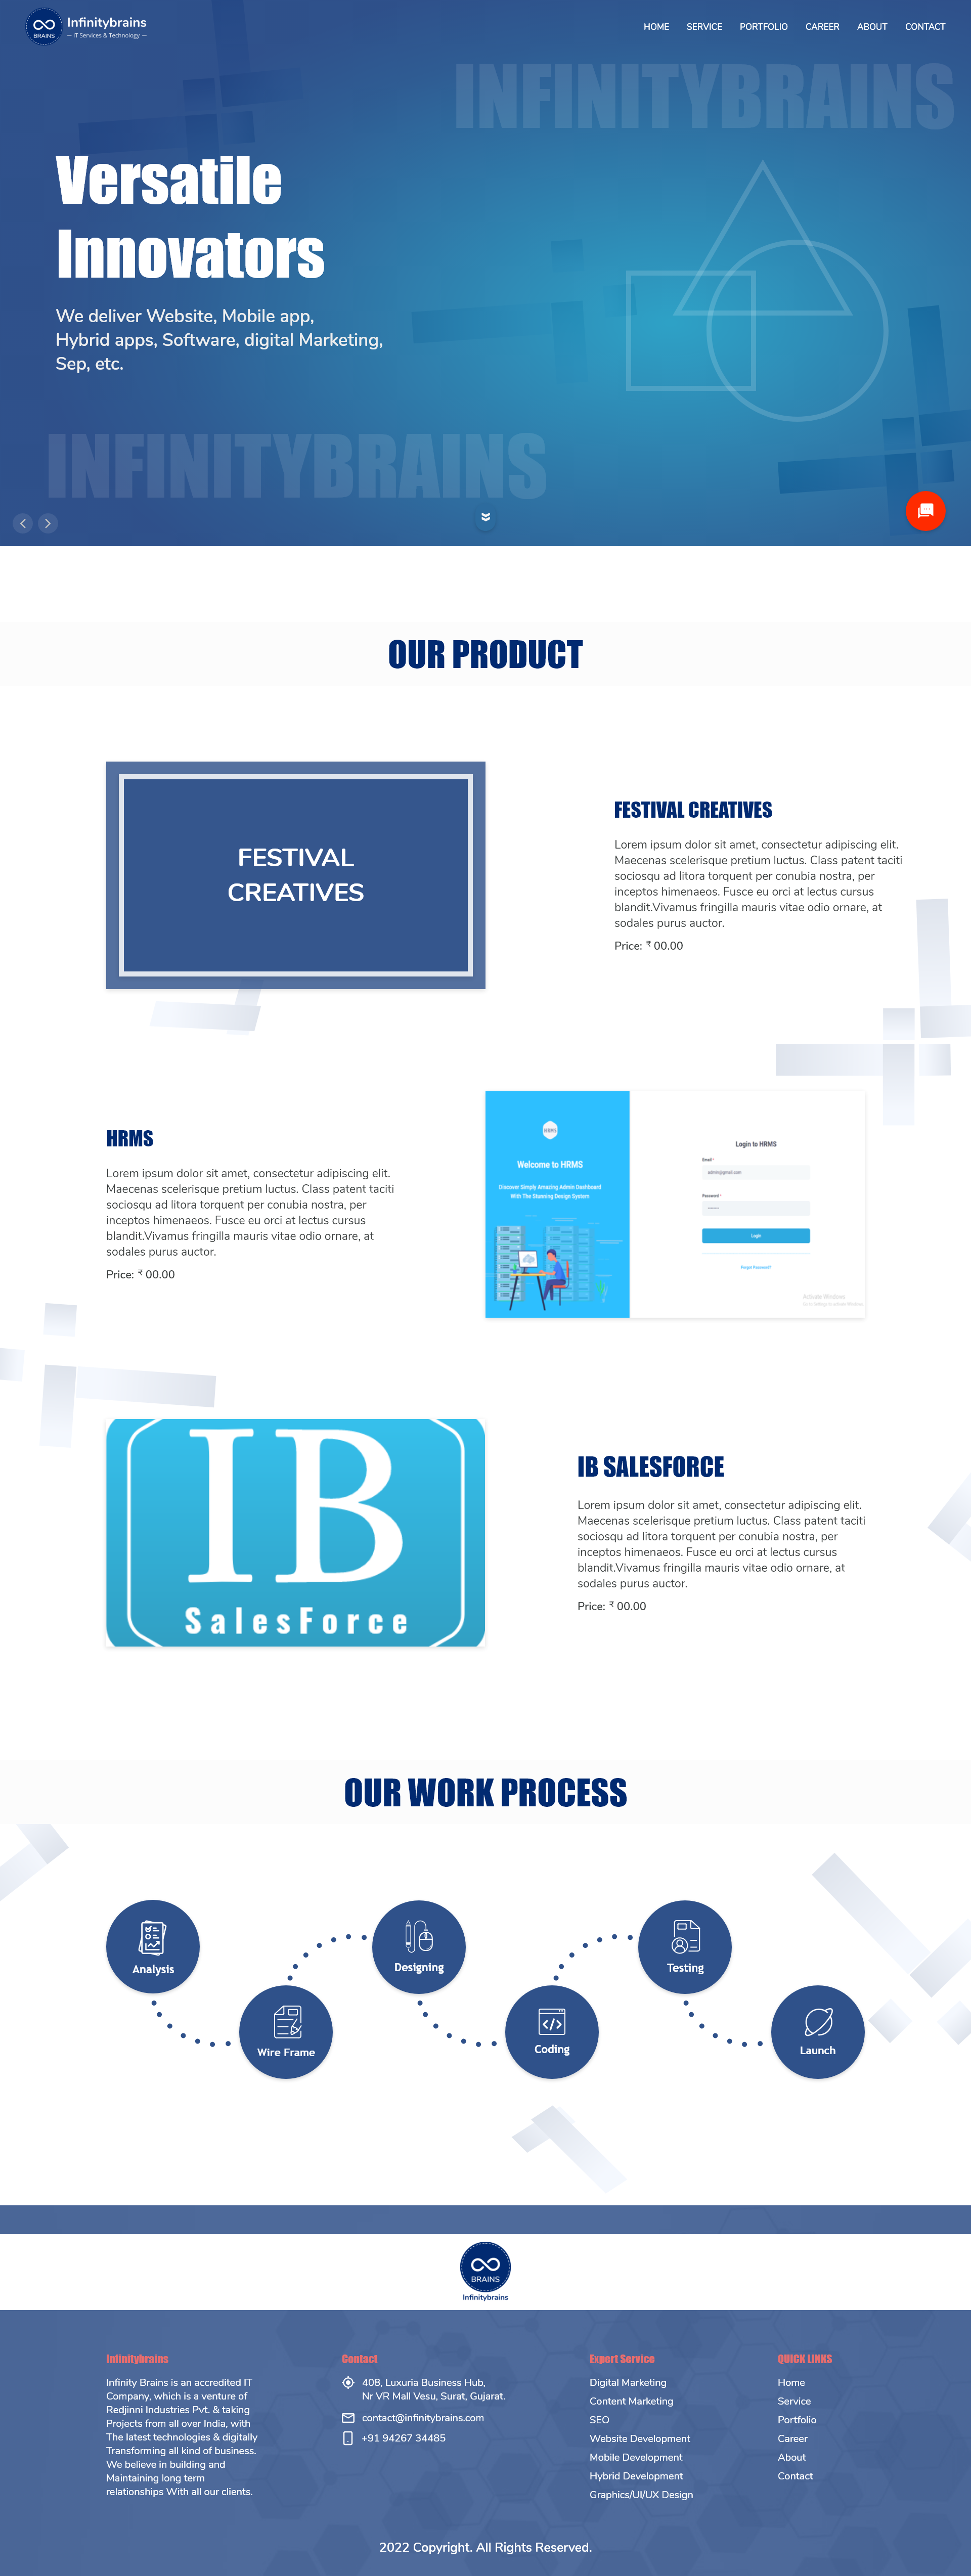 BRAINS
Infinitybrains
IT Services & Technology
HOME SERVICE PORTFOLIO CAREER ABOUT CONTACT
INFINITYBRAINS
Versatile
Innovators
We deliver Website, Mobile app,
Hybrid apps, Software, digital Marketing,
Sep, etc.
INFINITYBRAINS
OUR PRODUCT
FESTIVAL
CREATIVES
FESTIVAL CREATIVES
Lorem ipsum dolor sit amet, consectetur adipiscing elit.
Maecenas scelerisque pretium luctus. Class patent taciti
sociosqu ad litora torquent per conubia nostra, per
inceptos himenaeos. Fusce eu orci at lectus cursus
blandit.Vivamus fringilla mauris vitae odio ornare, at
sodales purus auctor.
Price: ₹ 00.00
HRMS
Lorem ipsum dolor sit amet, consectetur adipiscing elit.
Maecenas scelerisque pretium luctus. Class patent taciti
sociosqu ad litora torquent per conubia nostra, per
inceptos himenaeos. Fusce eu orci at lectus cursus
blandit.Vivamus fringilla mauris vitae odio ornare, at
sodales purus auctor.
Price: ₹ 00.00
HRMS
Welcome to HRMS
Discover Simply Amazing Admin Dashboard
With The Stunning Design System
Login to HRMS
Email *
admin@gmail.com
Password *
Login
Forgot Password?
Activate Windows
Go to Settings to activate Windows
IB
SalesForce
IB SALESFORCE
Lorem ipsum dolor sit amet, consectetur adipiscing elit.
Maecenas scelerisque pretium luctus. Class patent taciti
sociosqu ad litora torquent per conubia nostra, per
inceptos himenaeos. Fusce eu orci at lectus cursus
blandit.Vivamus fringilla mauris vitae odio ornare, at
sodales purus auctor.
Price: ₹ 00.00
OUR WORK PROCESS
Analysis
Wire Frame
Designing
Coding
Testing
Launch
BRAINS
Infinitybrains
Infinitybrains
Infinity Brains is an accredited IT
Company, which is a venture of
Redjinni Industries Pvt. & taking
Projects from all over India, with
The latest technologies & digitally
Transforming all kind of business.
We believe in building and
Maintaining long term
relationships With all our clients.
Contact
408, Luxuria Business Hub,
Nr VR Mall Vesu, Surat, Gujarat.
contact@infinitybrains.com
+91 94267 34485
Expert Service
Digital Marketing
Content Marketing
SEO
Website Development
Mobile Development
Hybrid Development
Graphics/UI/UX Design
QUICK LINKS
Home
Service
Portfolio
Career
About
Contact
2022 Copyright. All Rights Reserved.